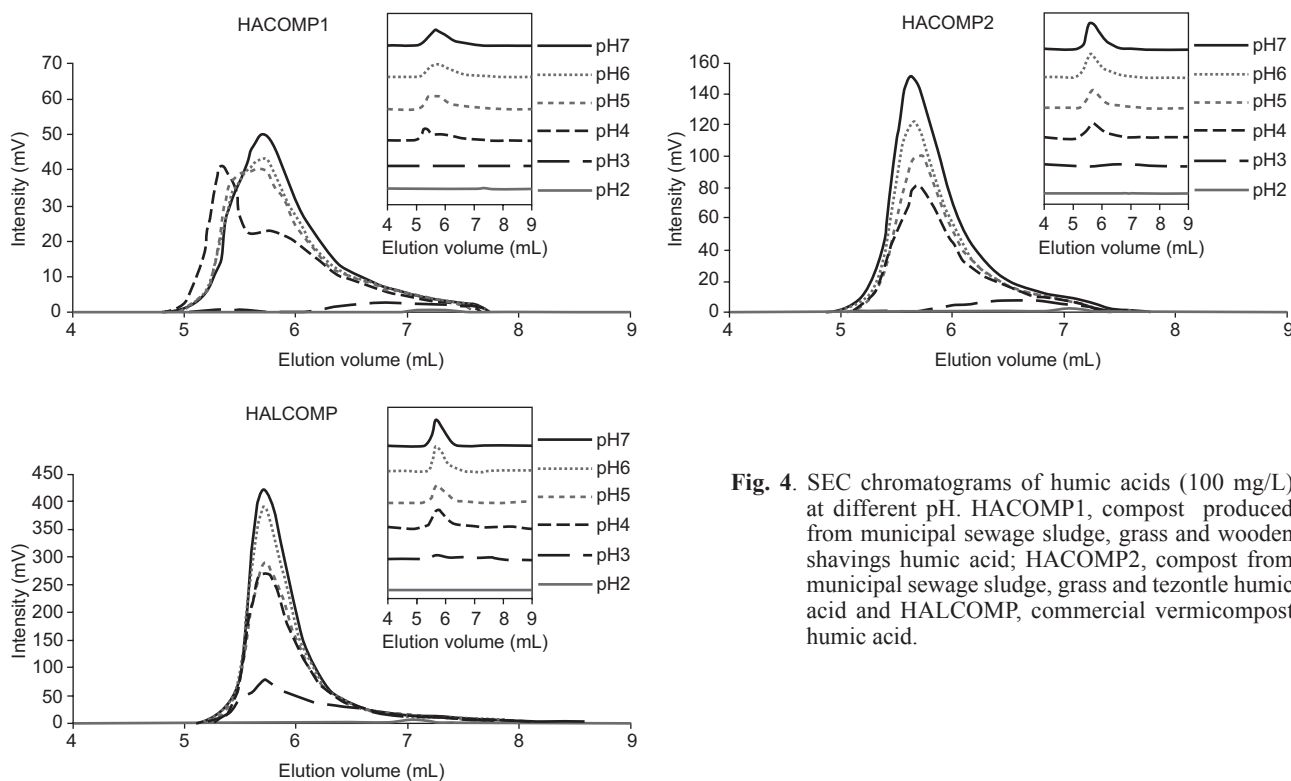 HACOMP1
70
60
50
40
30
20
10
0
Intensity (mV)
4 5 6 7 8 9
Elution volume (mL)
4 5 6 7 8 9
Elution volume (mL)
pH7
pH6
pH5
pH4
pH3
pH2
HACOMP2
160
140
120
100
80
60
40
20
0
Intensity (mV)
4 5 6 7 8 9
Elution volume (mL)
4 5 6 7 8 9
Elution volume (mL)
pH7
pH6
pH5
pH4
pH3
pH2
HALCOMP
450
400
350
300
250
200
150
100
50
0
Intensity (mV)
4 5 6 7 8 9
Elution volume (mL)
4 5 6 7 8 9
Elution volume (mL)
pH7
pH6
pH5
pH4
pH3
pH2
Fig. 4. SEC chromatograms of humic acids (100 mg/L)
at different pH. HACOMP1, compost produced
from municipal sewage sludge, grass and wooden
shavings humic acid; HACOMP2, compost from
municipal sewage sludge, grass and tezontle humic
acid and HALCOMP, commercial vermicompost
humic acid.